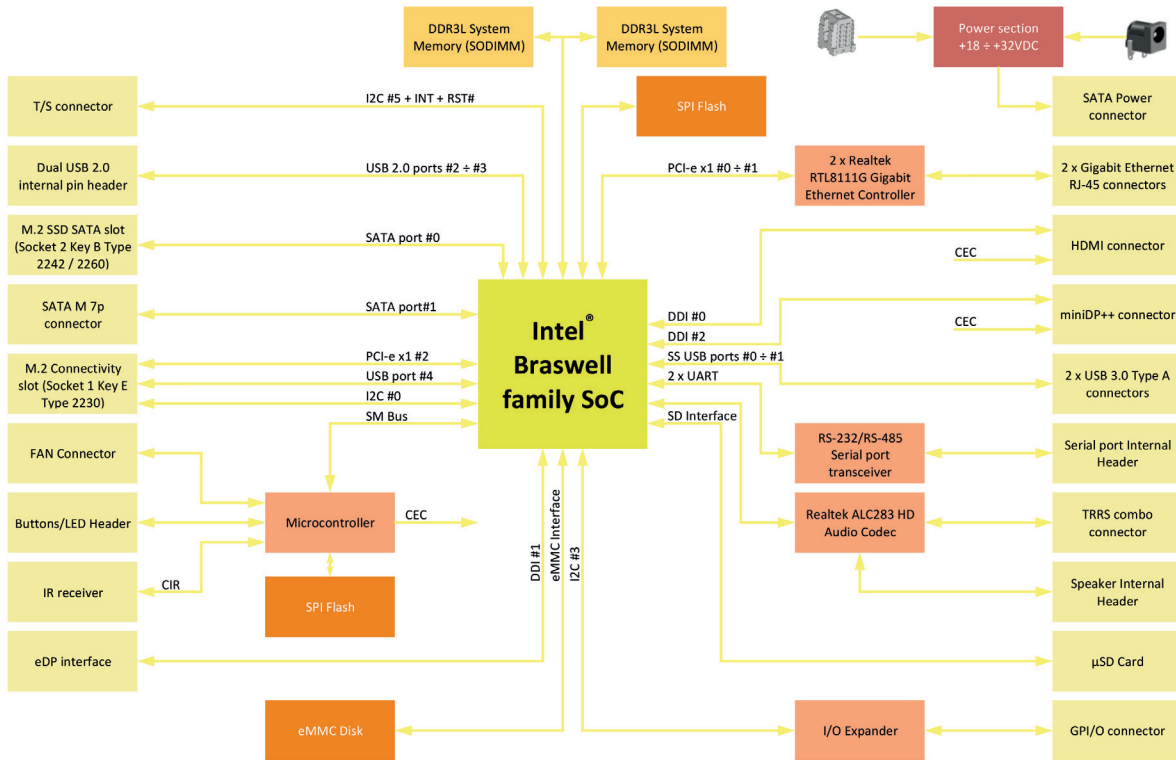 DDR3L System
Memory (SODIMM)
DDR3L System
Memory (SODIMM)
Power section
+18 ÷ +32VDC
T/S connector
I2C #5 + INT + RST#
SPI Flash
SATA Power
connector
Dual USB 2.0
internal pin header
USB 2.0 ports #2 ÷ #3
PCI-e x1 #0 ÷ #1
2 x Realtek
RTL8111G Gigabit
Ethernet Controller
2 x Gigabit Ethernet
RJ-45 connectors
M.2 SSD SATA slot
(Socket 2 Key B Type
2242 / 2260)
SATA port #0
HDMI connector
CEC
SATA M 7p
connector
SATA port#1
Intel®
Braswell
family SoC
DDI #0
DDI #2
miniDP++ connector
CEC
M.2 Connectivity
slot (Socket 1 Key E
Type 2230)
PCI-e x1 #2
USB port #4
I2C #0
SM Bus
SS USB ports #0 ÷ #1
2 x UART
SD Interface
2 x USB 3.0 Type A
connectors
FAN Connector
RS-232/RS-485
Serial port
transceiver
Serial port Internal
Header
Buttons/LED Header
Microcontroller
CEC
Realtek ALC283 HD
Audio Codec
TRRS combo
connector
DDI #1
eMMC Interface
I2C #3
IR receiver
CIR
SPI Flash
Speaker Internal
Header
eDP interface
µSD Card
eMMC Disk
I/O Expander
GPI/O connector